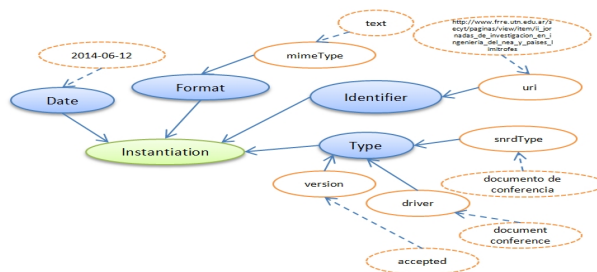 text
http://www.frre.utn.edu.ar/s
ecyt/paginas/view/item/ii_jor
nadas_de_investigacion_en_i
ngenieria_del_nea_y_paises_l
imitrofes
2014-06-12
mimeType
Date
Format
Identifier
uri
Instantiation
Type
snrdType
version
driver
documento de
conferencia
document
conference
accepted